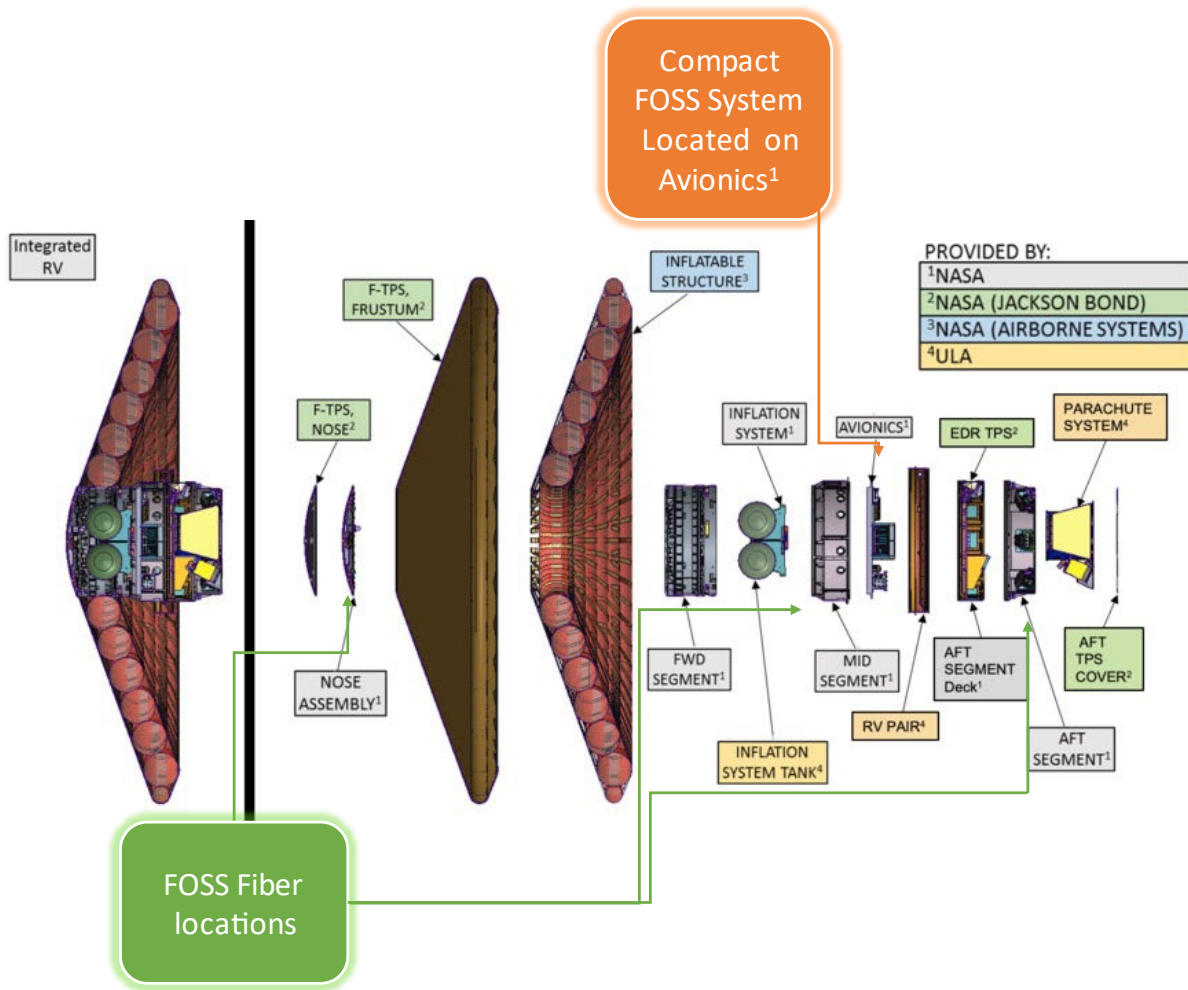 Compact
FOSS System
Located on
Avionics¹
Integrated
RV
F-TPS,
FRUSTUM²
INFLATABLE
STRUCTURE³
PROVIDED BY:
¹NASA
²NASA (JACKSON BOND)
³NASA (AIRBORNE SYSTEMS)
⁴ULA
F-TPS,
NOSE²
INFLATION
SYSTEM¹
AVIONICS¹
EDR TPS²
PARACHUTE
SYSTEM⁴
NOSE
ASSEMBLY¹
FWD
SEGMENT¹
INFLATION
SYSTEM TANK⁴
MID
SEGMENT¹
RV PAIR⁴
AFT
SEGMENT
Deck¹
AFT
SEGMENT¹
AFT
TPS
COVER²
FOSS Fiber
locations